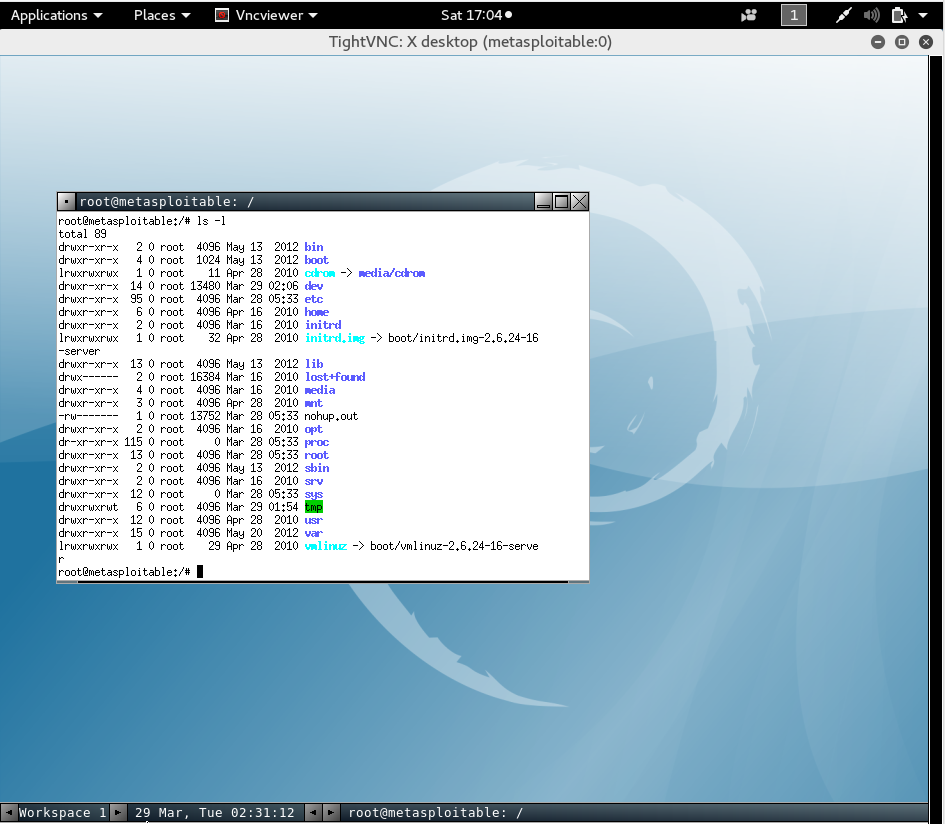 Applications Places Vncviewer Sat 17:04 1
TightVNC: X desktop (metasploitable:0)
root@metasploitable: /
root@metasploitable:/# ls -l
total 89
drwxr-xr-x 2 0 root 4096 May 13 2012 bin
drwxr-xr-x 4 0 root 1024 May 13 2012 boot
lrwxrwxrwx 1 0 root 11 Apr 28 2010 cdrom -> media/cdrom
drwxr-xr-x 14 0 root 13480 Mar 29 02:06 dev
drwxr-xr-x 95 0 root 4096 Mar 28 05:33 etc
drwxr-xr-x 6 0 root 4096 Apr 16 2010 home
drwxr-xr-x 2 0 root 4096 Mar 16 2010 initrd
lrwxrwxrwx 1 0 root 32 Apr 28 2010 initrd.img -> boot/initrd.img-2.6.24-16
-server
drwxr-xr-x 13 0 root 4096 May 13 2012 lib
drwx------ 2 0 root 16384 Mar 16 2010 lost+found
drwxr-xr-x 4 0 root 4096 Mar 16 2010 media
drwxr-xr-x 3 0 root 4096 Apr 28 2010 mnt
-rw------- 1 0 root 13752 Mar 28 05:33 nohup.out
drwxr-xr-x 2 0 root 4096 Mar 16 2010 opt
dr-xr-xr-x 115 0 root 0 Mar 28 05:33 proc
drwxr-xr-x 13 0 root 4096 Mar 28 05:33 root
drwxr-xr-x 2 0 root 4096 May 13 2012 sbin
drwxr-xr-x 2 0 root 4096 Mar 16 2010 srv
drwxr-xr-x 12 0 root 0 Mar 28 05:33 sys
drwxrwxrwt 6 0 root 4096 Mar 29 01:54 tmp
drwxr-xr-x 12 0 root 4096 Apr 28 2010 usr
drwxr-xr-x 15 0 root 4096 May 20 2012 var
lrwxrwxrwx 1 0 root 29 Apr 28 2010 vmlinuz -> boot/vmlinuz-2.6.24-16-serve
r
root@metasploitable:/#
Workspace 1 29 Mar, Tue 02:31:12 root@metasploitable: /